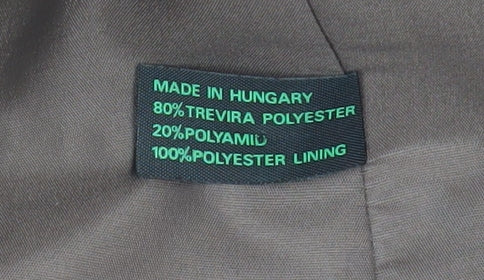 MADE IN HUNGARY
80%TREVIRA POLYESTER
20%POLYAMID
100%POLYESTER LINING